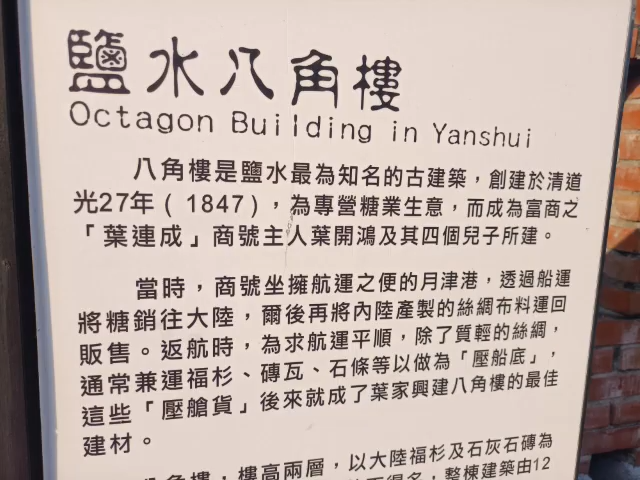 鹽水八角樓
Octagon Building in Yanshui
八角樓是鹽水最為知名的古建築，創建於清道
光27年（1847），為專營糖業生意，而成為富商之
「葉連成」商號主人葉開鴻及其四個兒子所建。
當時，商號坐擁航運之便的月津港，透過船運
將糖銷往大陸，爾後再將內陸產製的絲綢布料運回
販售。返航時，為求航運平順，除了質輕的絲綢，
通常兼運福杉、磚瓦、石條等以做為「壓船底」，
這些「壓艙貨」後來就成了葉家興建八角樓的最佳
建材。
八角樓，樓高兩層，以大陸福杉及石灰石磚為
得名，整棟建築由12